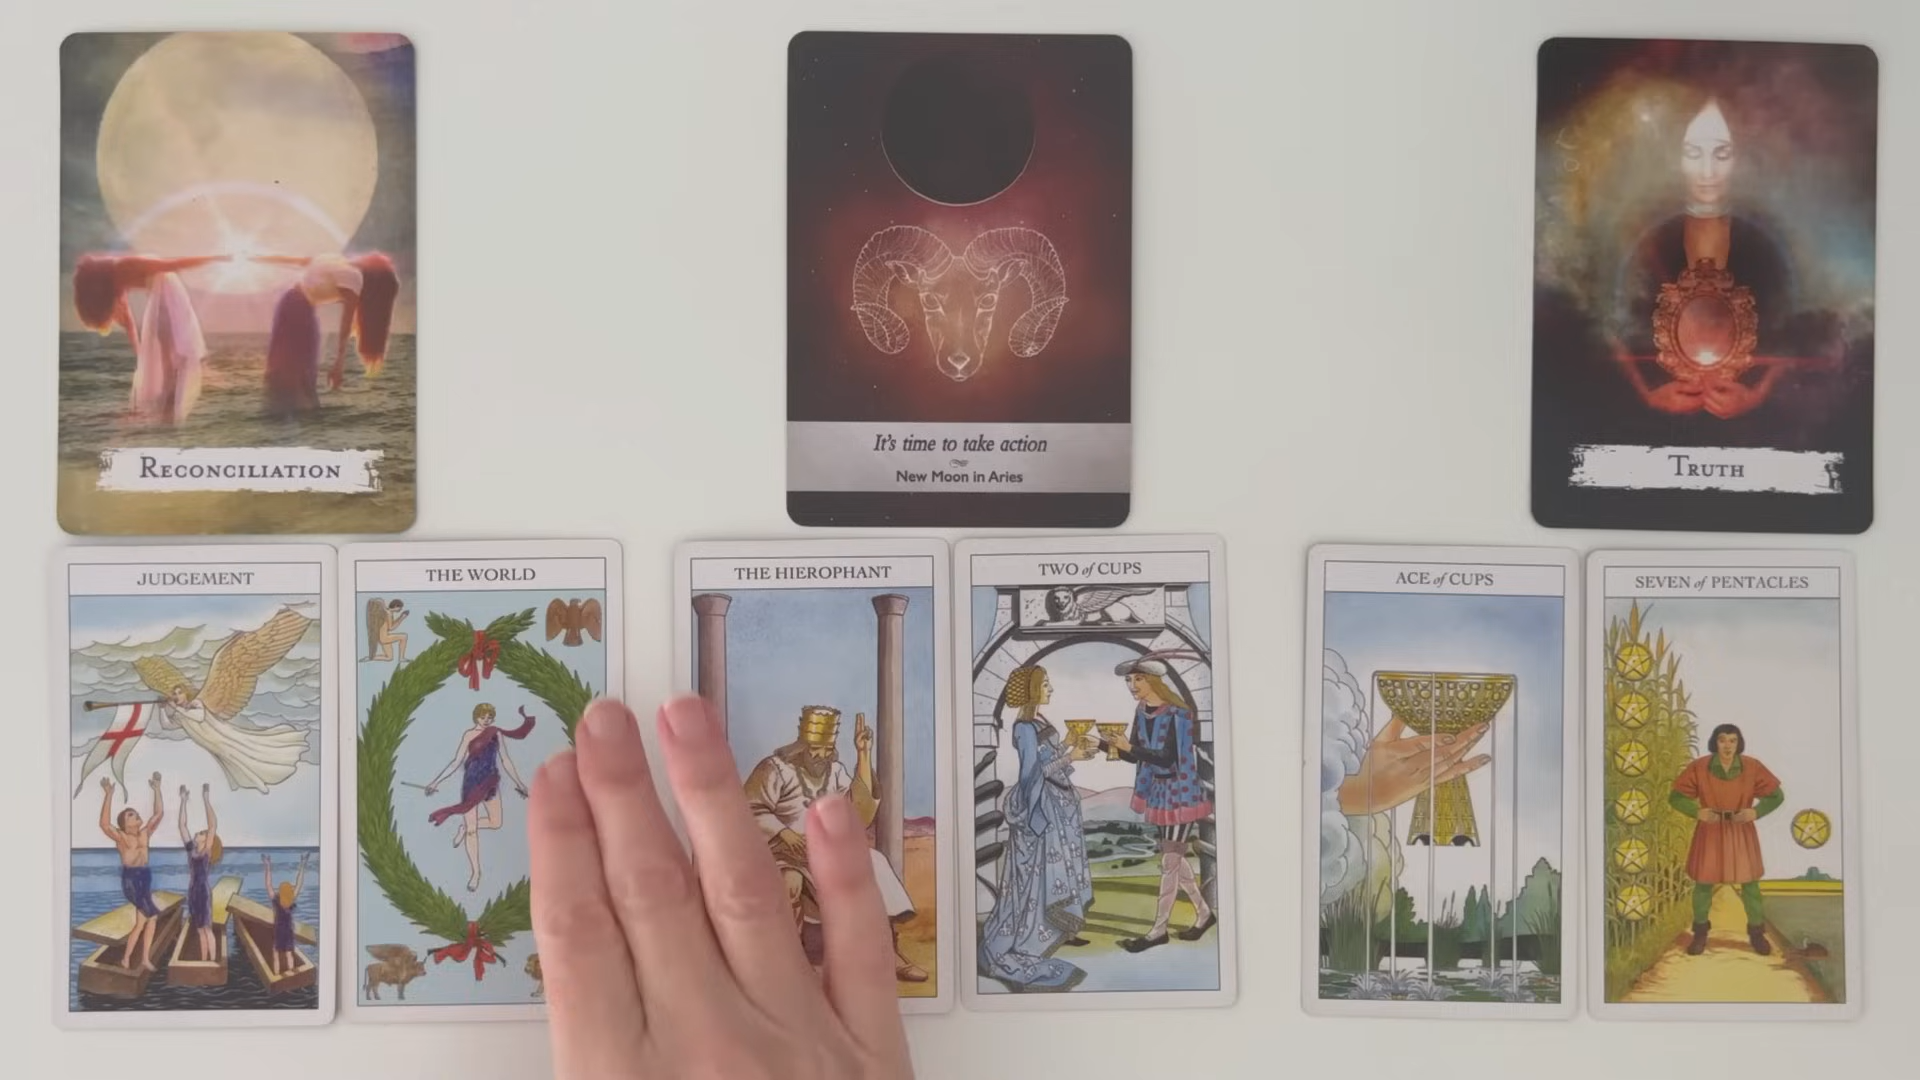 RECONCILIATION
It's time to take action
New Moon in Aries
TRUTH
JUDGEMENT
THE WORLD
THE HIEROPHANT
TWO of CUPS
ACE of CUPS
SEVEN of PENTACLES